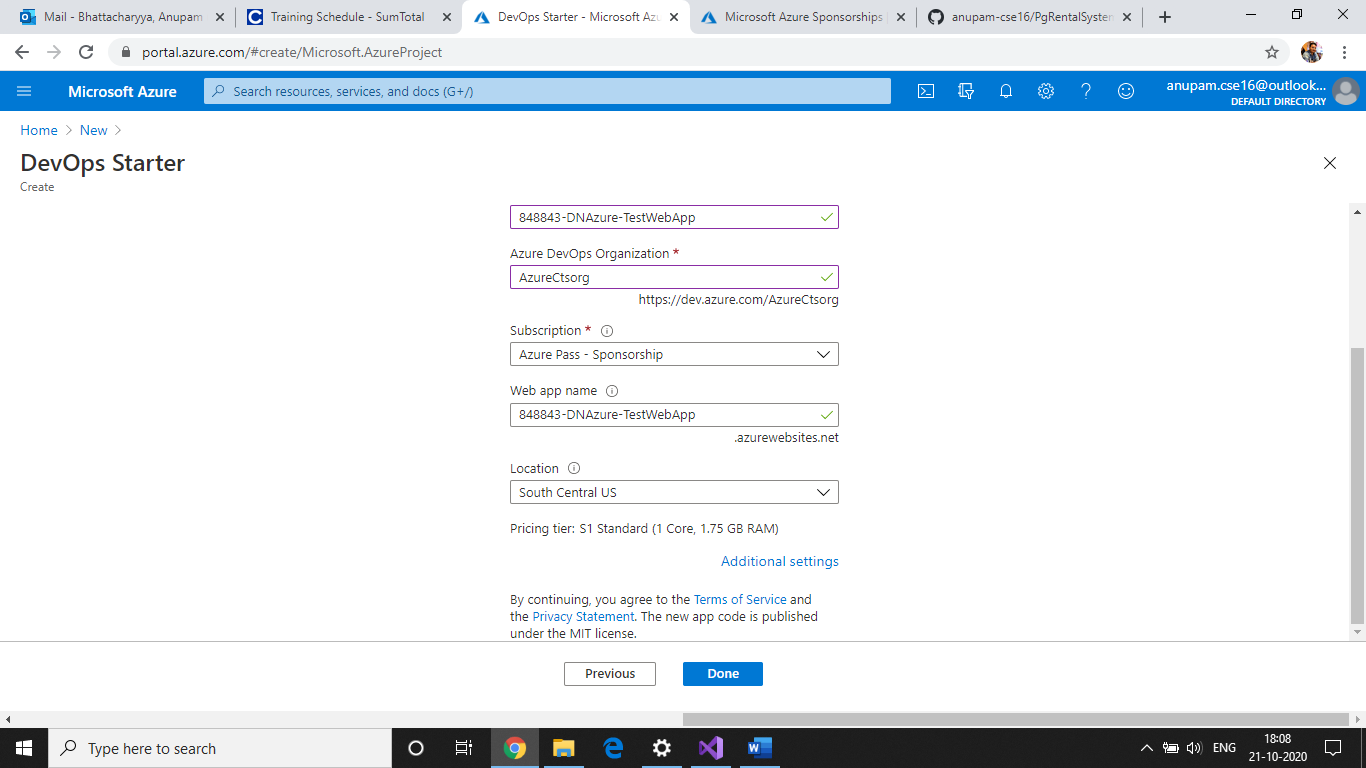 Mail - Bhattacharyya, Anupam
Training Schedule - SumTotal
DevOps Starter - Microsoft Azu
Microsoft Azure Sponsorships
anupam-cse16/PgRentalSystem
portal.azure.com/#create/Microsoft.AzureProject
Microsoft Azure
Search resources, services, and docs (G+/)
anupam.cse16@outlook...
DEFAULT DIRECTORY
Home
New
DevOps Starter
Create
848843-DNAzure-TestWebApp
Azure DevOps Organization *
AzureCtsorg
https://dev.azure.com/AzureCtsorg
Subscription *
Azure Pass - Sponsorship
Web app name
848843-DNAzure-TestWebApp
.azurewebsites.net
Location
South Central US
Pricing tier: S1 Standard (1 Core, 1.75 GB RAM)
Additional settings
By continuing, you agree to the Terms of Service and
the Privacy Statement. The new app code is published
under the MIT license.
Previous
Done
Type here to search
ENG
18:08
21-10-2020